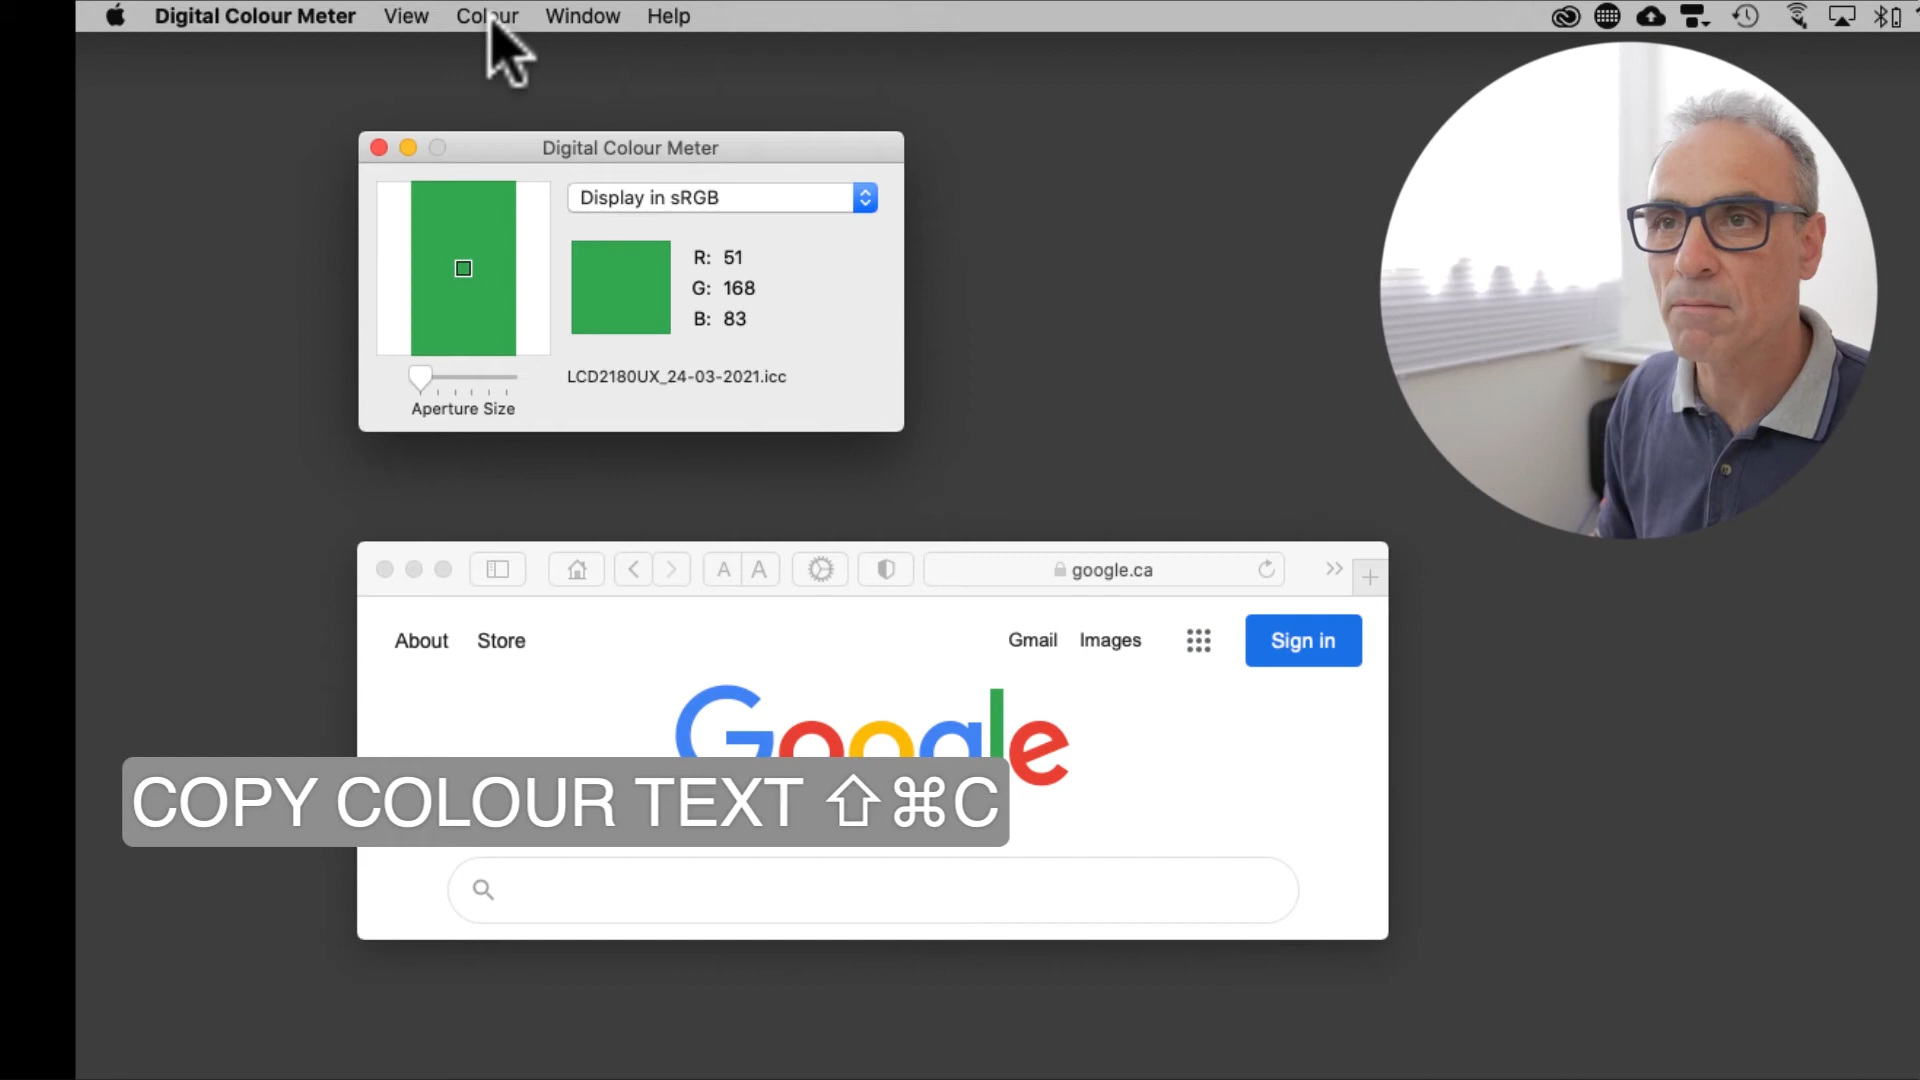 Digital Colour Meter View Colour Window Help
Digital Colour Meter
Display in sRGB
R: 51
G: 168
B: 83
LCD2180UX_24-03-2021.icc
Aperture Size
A A
google.ca
About Store Gmail Images Sign in
Google
COPY COLOUR TEXT ⇧⌘C